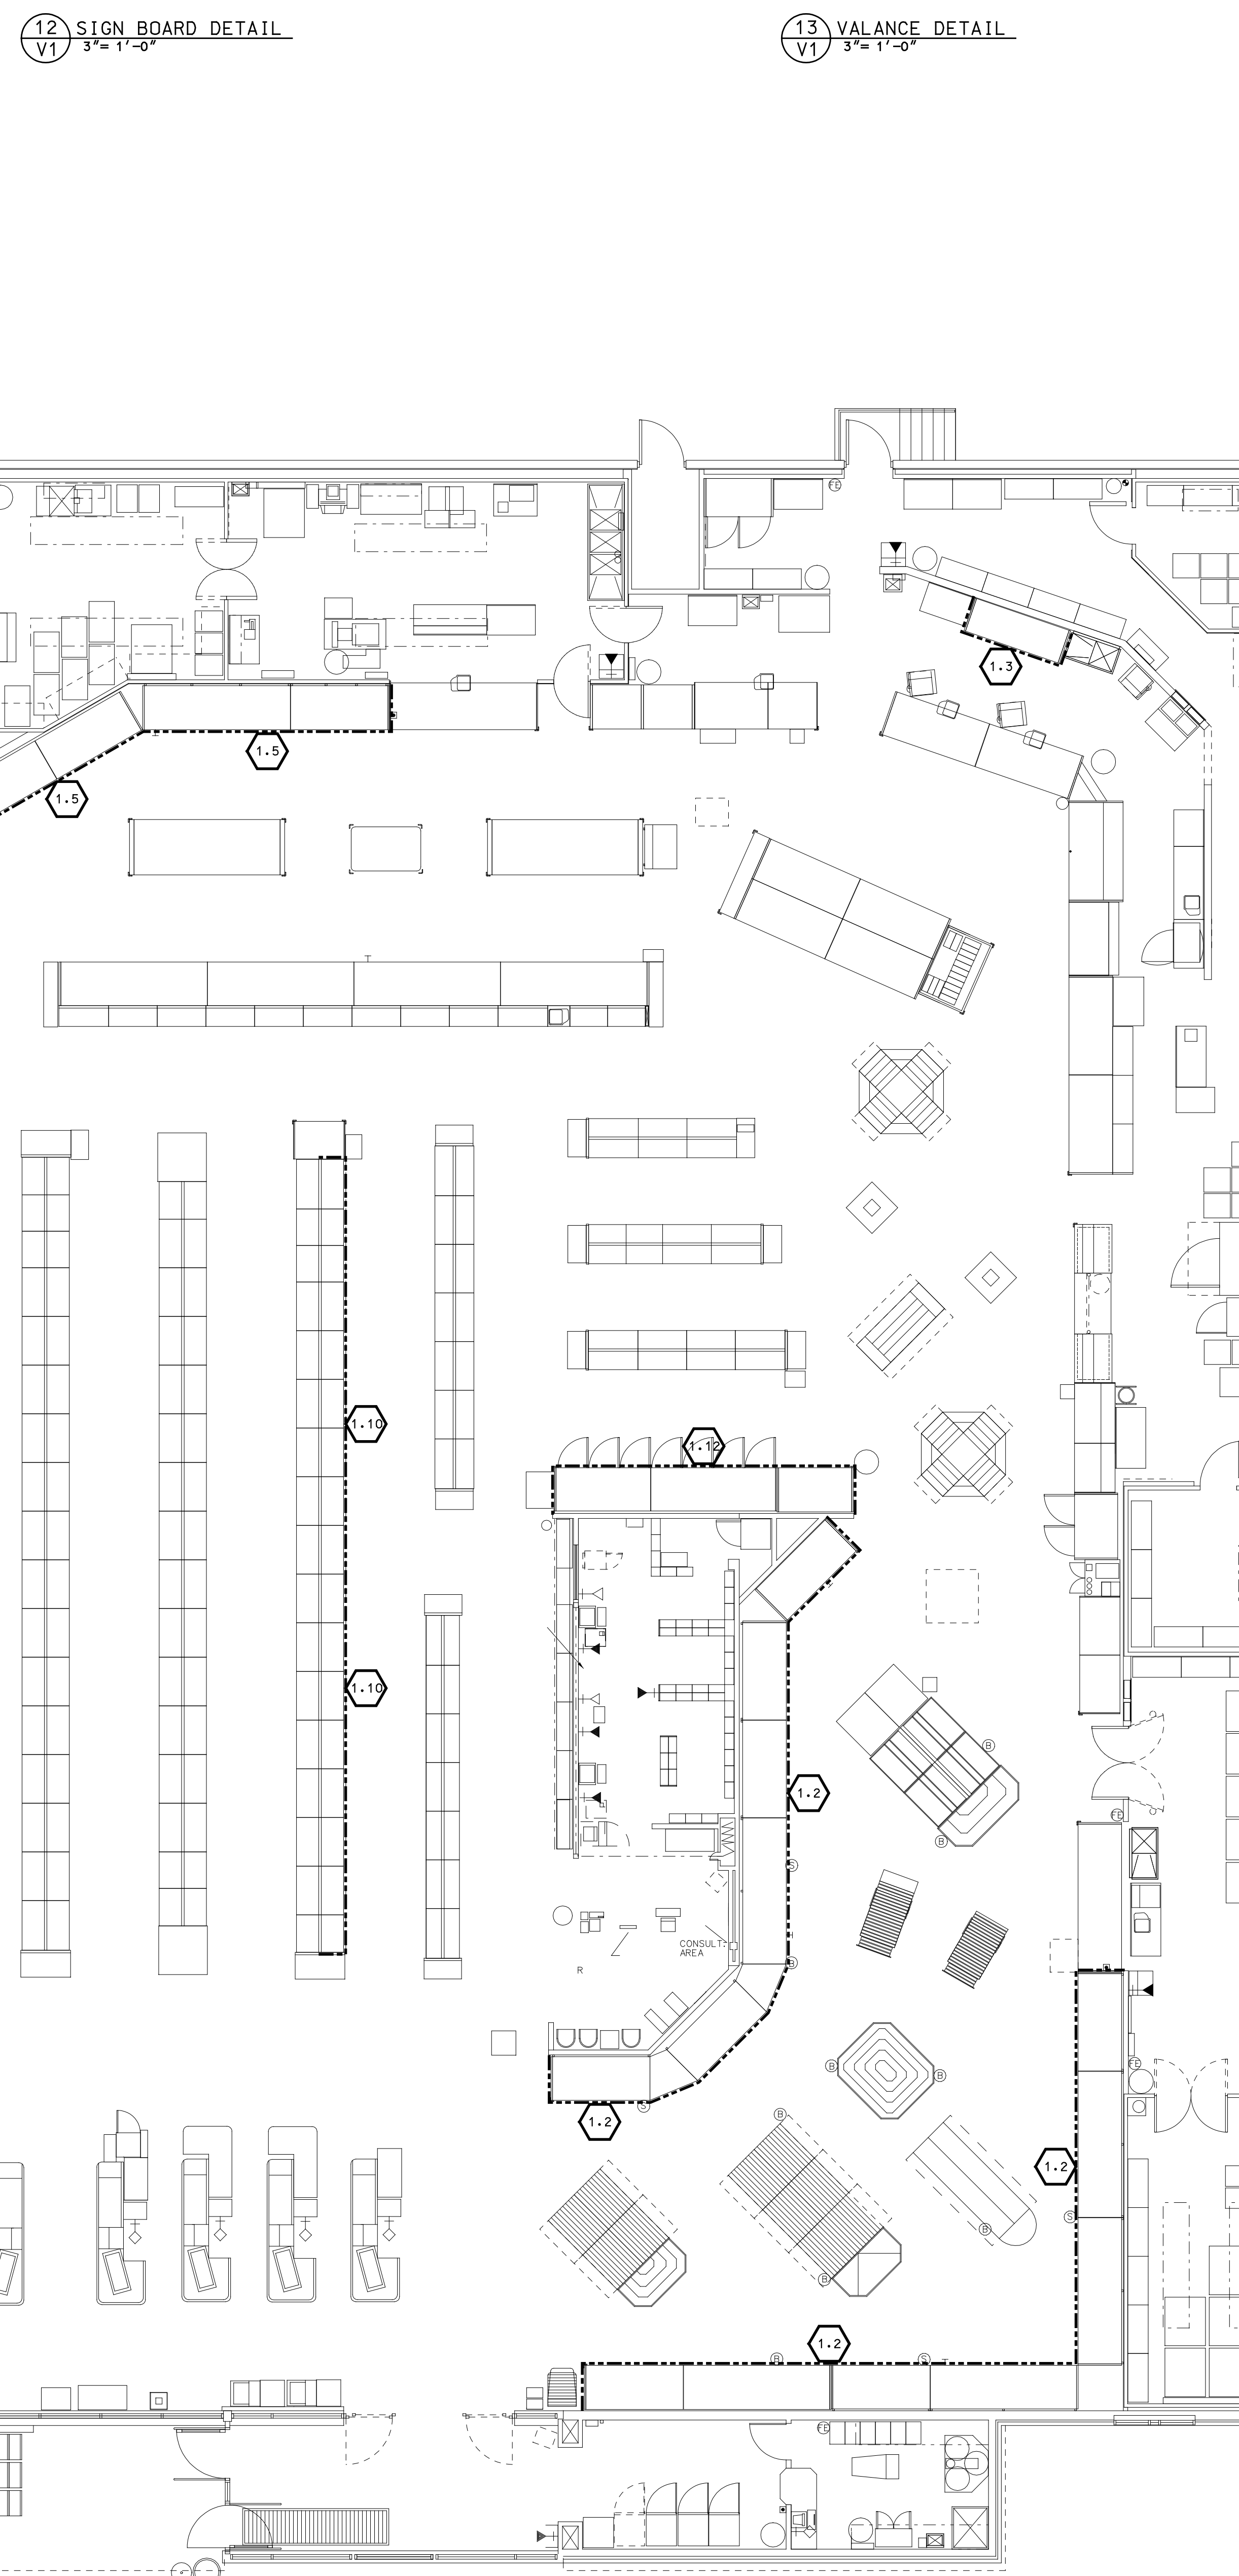 12
V1
SIGN BOARD DETAIL
3"= 1'-0"
13
V1
VALANCE DETAIL
3"= 1'-0"
FE
1.3
1.5
1.5
T
1.10
1.12
1.10
B
1.2
B
FE
S
CONSULT.
AREA
B
R
FE
B
B
S
B
1.2
1.2
S
B
B
1.2
B
S
T
FE